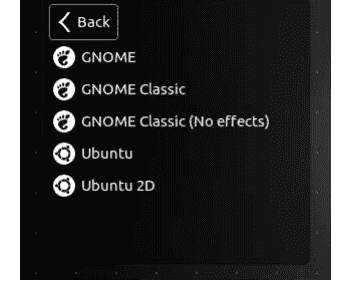 Back
GNOME
GNOME Classic
GNOME Classic (No effects)
Ubuntu
Ubuntu 2D